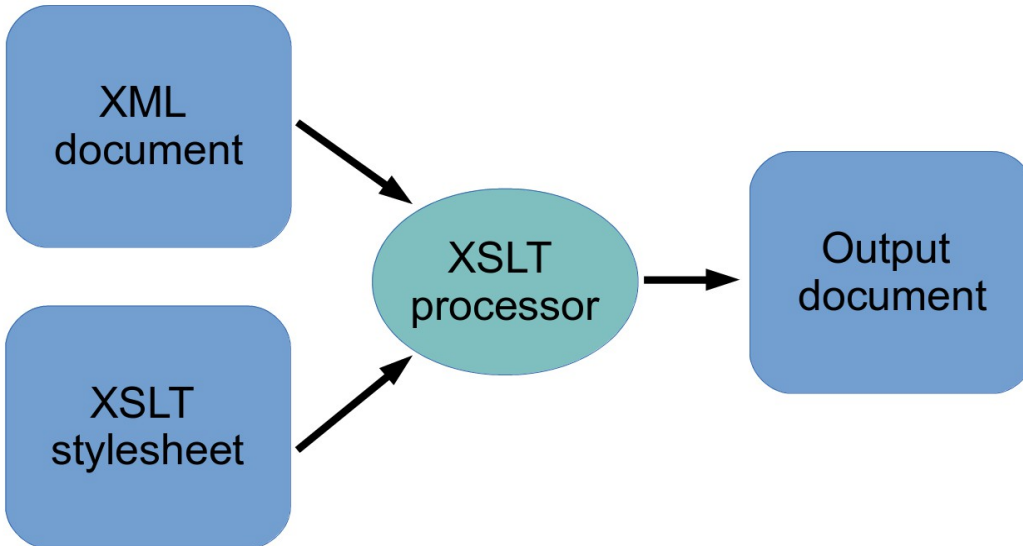 XML
document
XSLT
stylesheet
XSLT
processor
Output
document